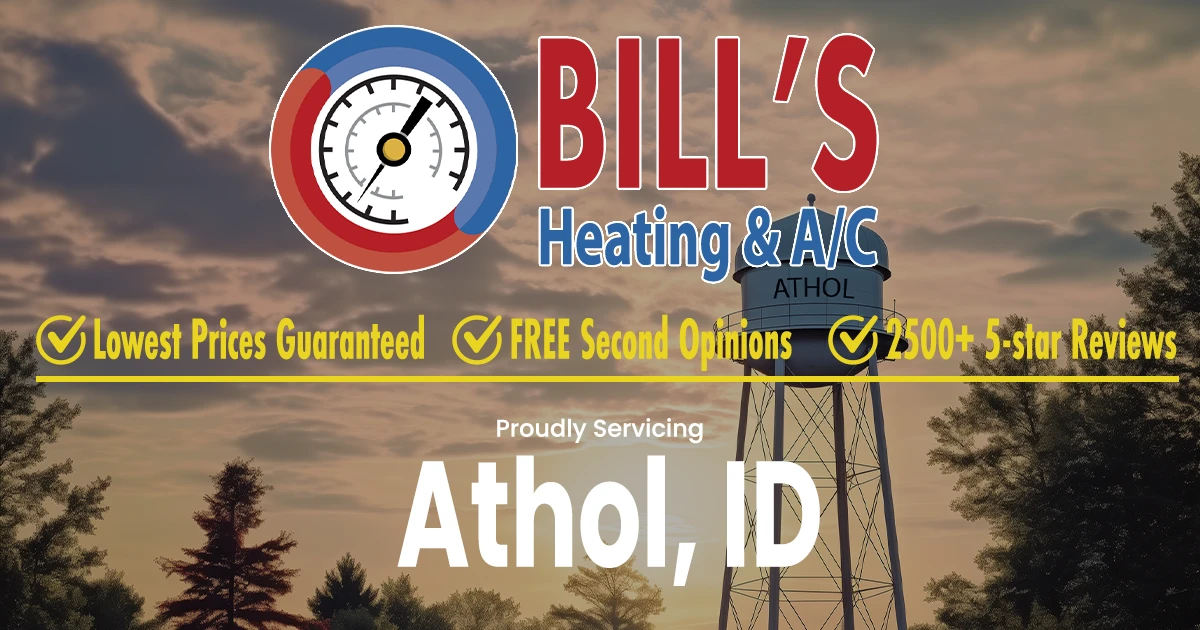 BILL'S
Heating & A/C
ATHOL
Lowest Prices Guaranteed FREE Second Opinions 2500+ 5-star Reviews
Proudly Servicing
Athol, ID